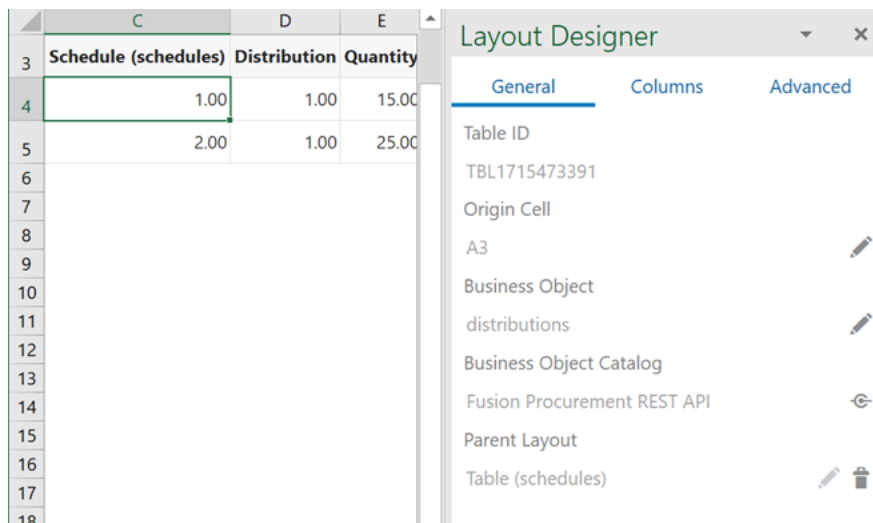 C D E
3 Schedule (schedules) Distribution Quantity
4 1.00 1.00 15.00
5 2.00 1.00 25.00
6
7
8
9
10
11
12
13
14
15
16
17
18
Layout Designer
General Columns Advanced
Table ID
TBL1715473391
Origin Cell
A3
Business Object
distributions
Business Object Catalog
Fusion Procurement REST API
Parent Layout
Table (schedules)